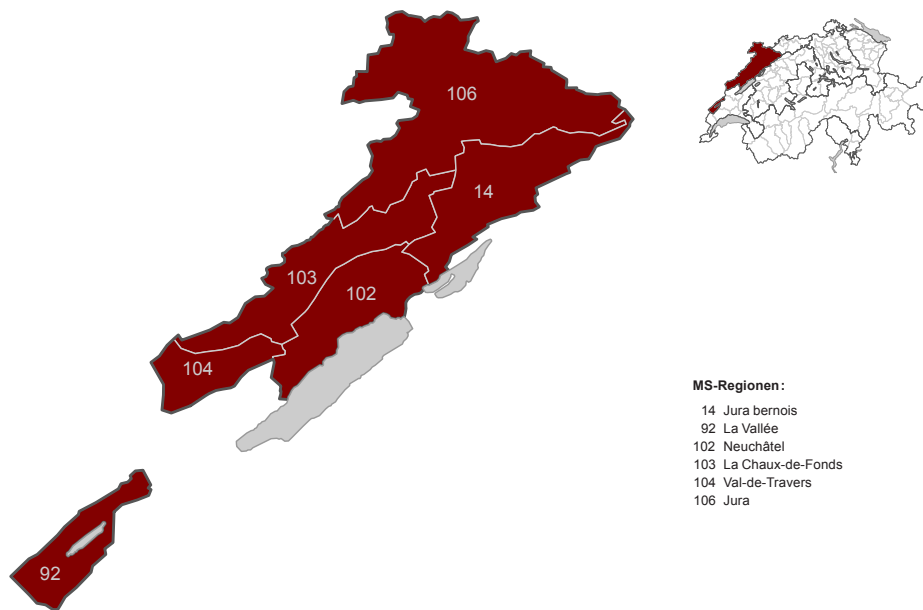 106
14
103
102
104
92
MS-Regionen:
14 Jura bernois
92 La Vallée
102 Neuchâtel
103 La Chaux-de-Fonds
104 Val-de-Travers
106 Jura